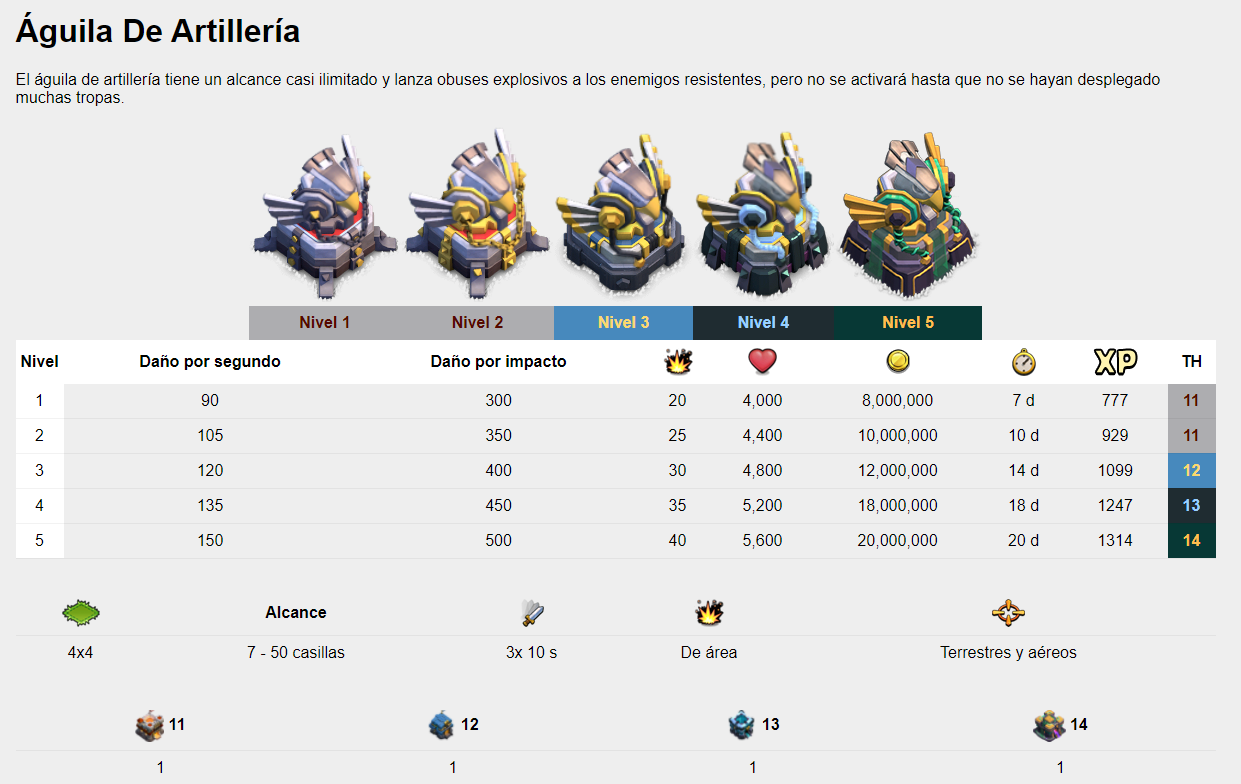 Águila De Artillería
El águila de artillería tiene un alcance casi ilimitado y lanza obuses explosivos a los enemigos resistentes, pero no se activará hasta que no se hayan desplegado
muchas tropas.
Nivel 1 Nivel 2 Nivel 3 Nivel 4 Nivel 5
Nivel Daño por segundo Daño por impacto XP TH
1 90 300 20 4,000 8,000,000 7 d 777 11
2 105 350 25 4,400 10,000,000 10 d 929 11
3 120 400 30 4,800 12,000,000 14 d 1099 12
4 135 450 35 5,200 18,000,000 18 d 1247 13
5 150 500 40 5,600 20,000,000 20 d 1314 14
Alcance
4x4 7 - 50 casillas 3x 10 s De área Terrestres y aéreos
11 12 13 14
1 1 1 1